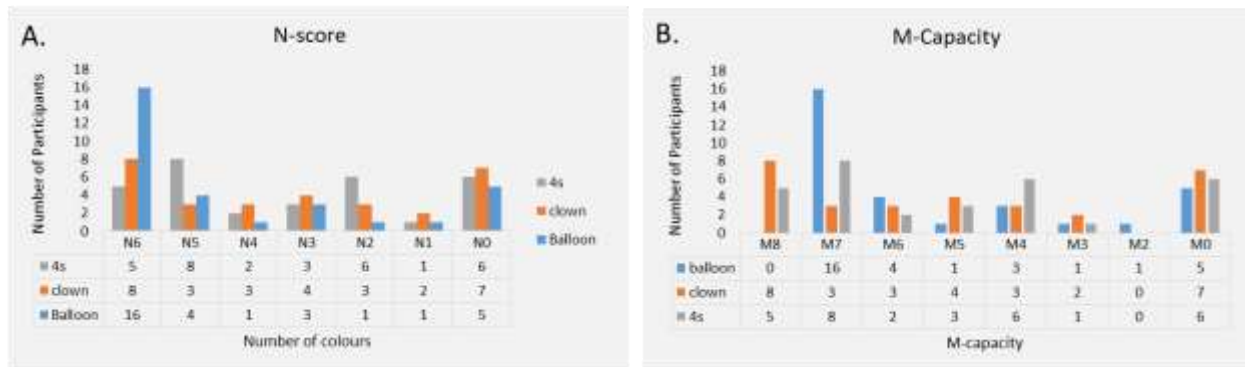 A.
N-score
Number of Participants
18
16
14
12
10
8
6
4
2
0
N6 N5 N4 N3 N2 N1 N0
4s 5 8 2 3 6 1 6
clown 8 3 3 4 3 2 7
Balloon 16 4 1 3 1 1 5
Number of colours
4s
clown
Balloon
B.
M-Capacity
Number of Participants
18
16
14
12
10
8
6
4
2
0
M8 M7 M6 M5 M4 M3 M2 M0
balloon 0 16 4 1 3 1 1 5
clown 8 3 3 4 3 2 0 7
4s 5 8 2 3 6 1 0 6
M-capacity